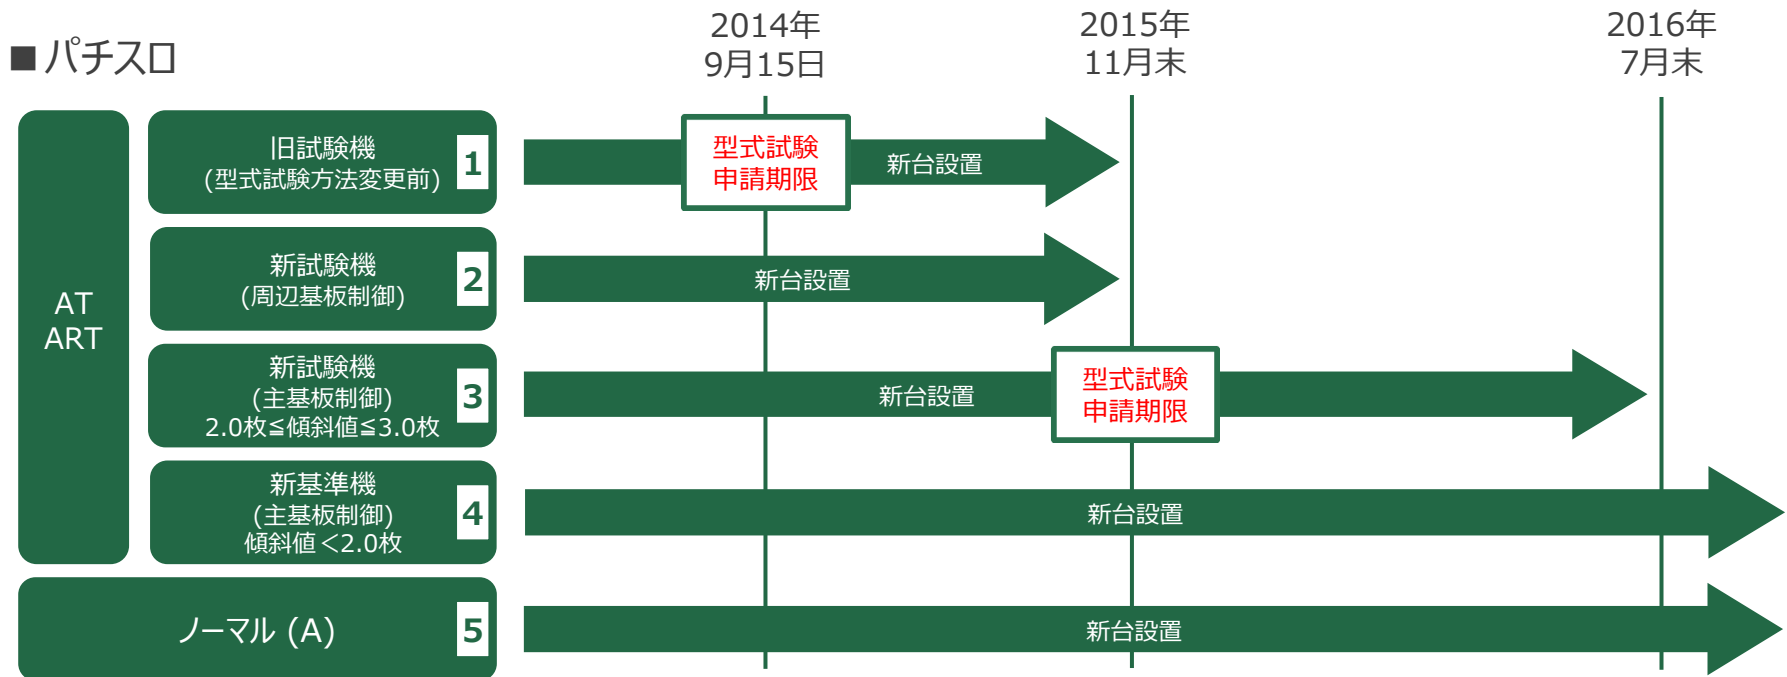 ■パチスロ
2014年
9月15日
2015年
11月末
2016年
7月末
AT
ART
旧試験機
(型式試験方法変更前)
1
型式試験
申請期限
新台設置
新試験機
(周辺基板制御)
2
新台設置
新試験機
(主基板制御)
2.0枚≦傾斜値≦3.0枚
3
新台設置
型式試験
申請期限
新基準機
(主基板制御)
傾斜値<2.0枚
4
新台設置
ノーマル (A)
5
新台設置